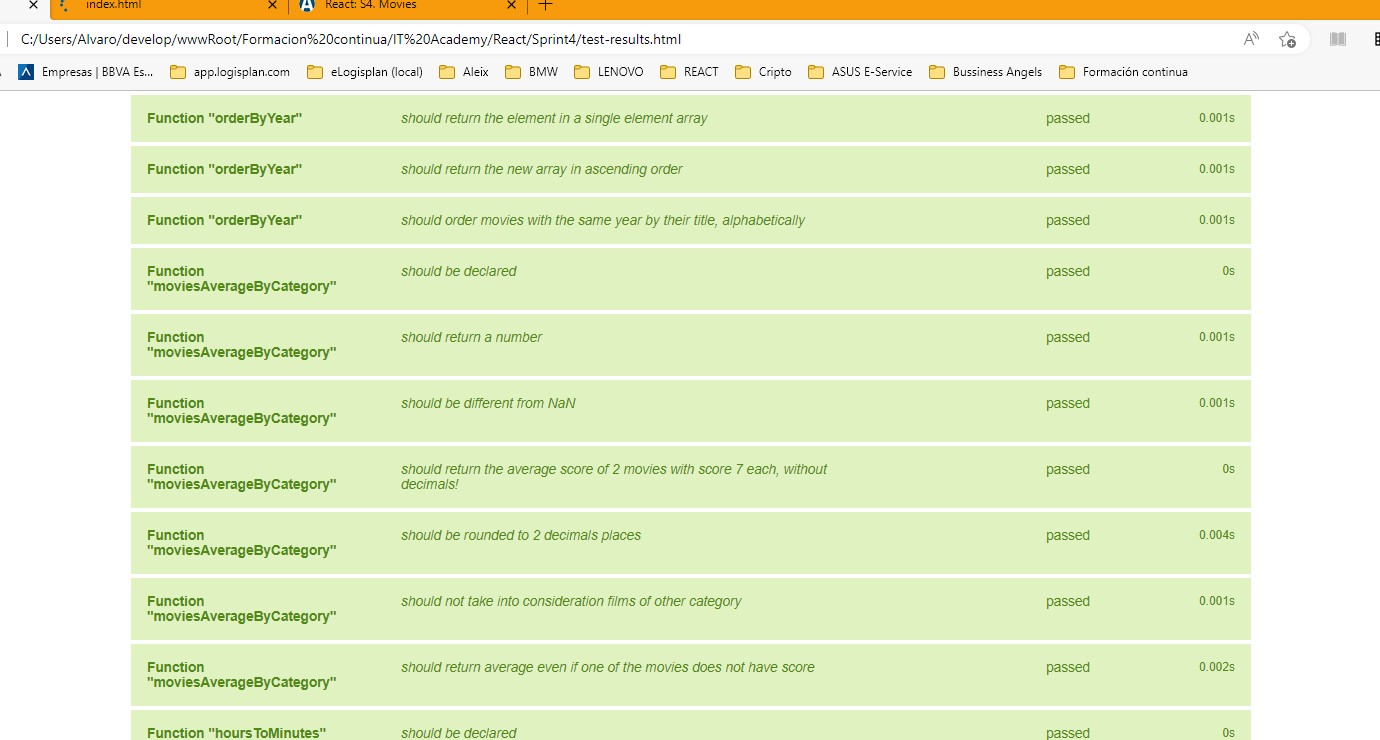 index.html
React: S4. Movies
C:/Users/Alvaro/develop/wwwRoot/Formacion%20continua/IT%20Academy/React/Sprint4/test-results.html
Empresas | BBVA Es... app.logisplan.com eLogisplan (local) Aleix BMW LENOVO REACT Cripto ASUS E-Service Bussiness Angels Formación continua
Function "orderByYear" should return the element in a single element array passed 0.001s
Function "orderByYear" should return the new array in ascending order passed 0.001s
Function "orderByYear" should order movies with the same year by their title, alphabetically passed 0.001s
Function should be declared passed 0s
"moviesAverageByCategory"
Function should return a number passed 0.001s
"moviesAverageByCategory"
Function should be different from NaN passed 0.001s
"moviesAverageByCategory"
Function should return the average score of 2 movies with score 7 each, without passed 0s
"moviesAverageByCategory" decimals!
Function should be rounded to 2 decimals places passed 0.004s
"moviesAverageByCategory"
Function should not take into consideration films of other category passed 0.001s
"moviesAverageByCategory"
Function should return average even if one of the movies does not have score passed 0.002s
"moviesAverageByCategory"
Function "hoursToMinutes" should be declared passed 0s